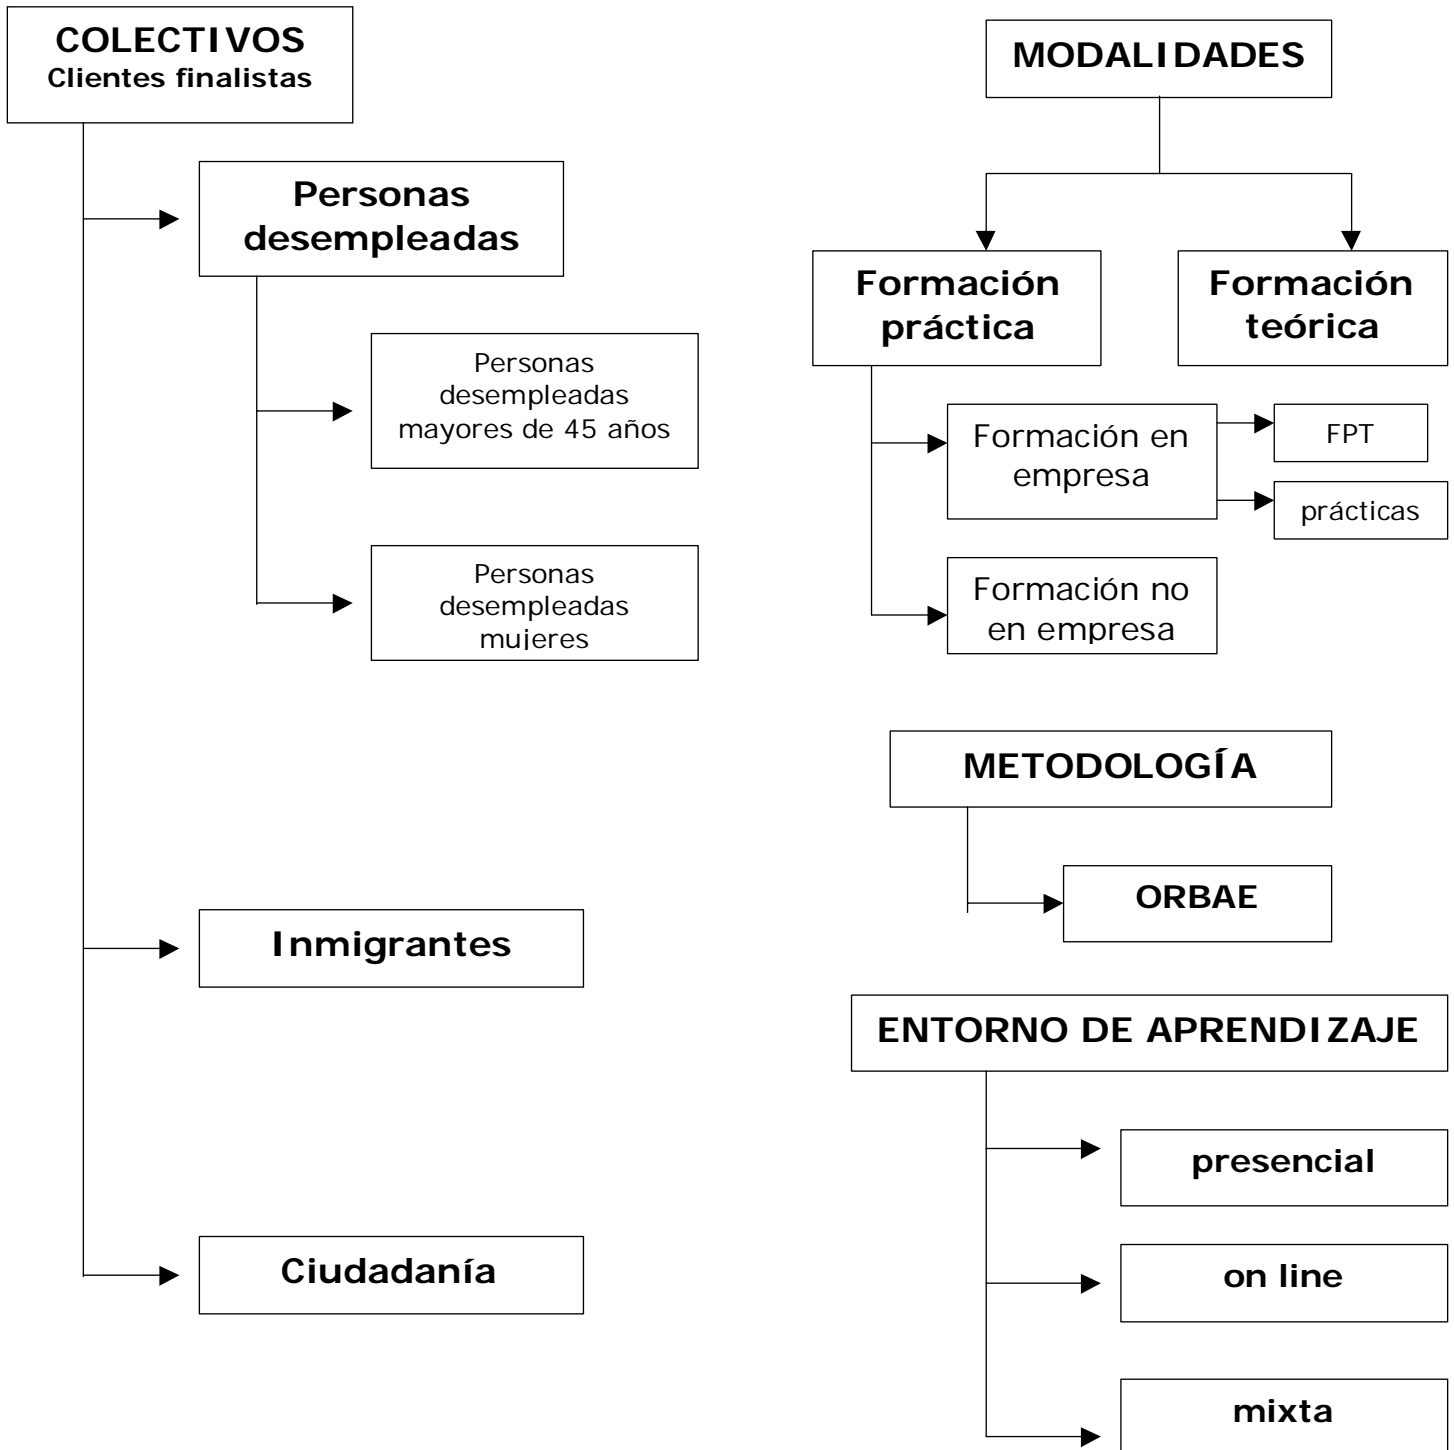 COLECTIVOS
Clientes finalistas
Personas
desempleadas
Personas
desempleadas
mayores de 45 años
Personas
desempleadas
mujeres
Inmigrantes
Ciudadanía
MODALIDADES
Formación
práctica
Formación
teórica
Formación en
empresa
FPT
prácticas
Formación no
en empresa
METODOLOGÍA
ORBAE
ENTORNO DE APRENDIZAJE
presencial
on line
mixta